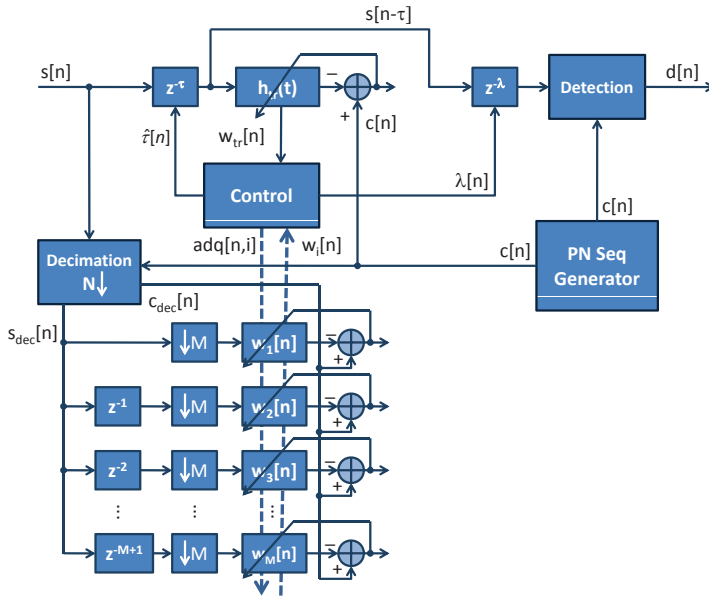 s[n-τ]
s[n]
z⁻τ
h_tr(t)
−
+
c[n]
z⁻λ
Detection
d[n]
τ̂[n]
w_tr[n]
Control
λ[n]
c[n]
adq[n,i]
w_i[n]
c[n]
PN Seq
Generator
Decimation
N↓
c_dec[n]
s_dec[n]
↓M
w_1[n]
−
+
z⁻¹
↓M
w_2[n]
−
+
z⁻²
↓M
w_3[n]
−
+
⋮ ⋮ ⋮
z⁻ᴹ⁺¹
↓M
w_M[n]
−
+